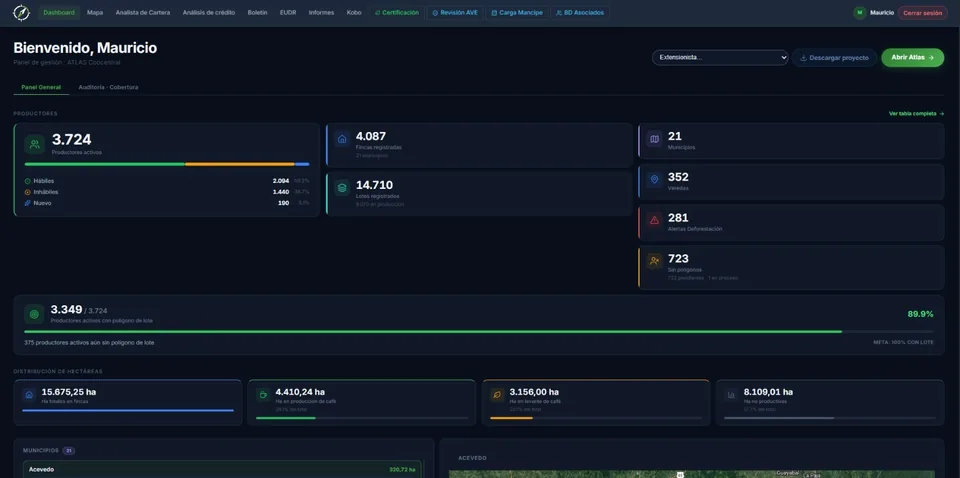 Dashboard Mapa Analista de Cartera Análisis de crédito Boletín EUDR Informes Kobo Certificación Revisión AVE Carga Mancipe BD Asociados M Mauricio Cerrar sesión
Bienvenido, Mauricio
Panel de gestión · ATLAS Coocentral
Extensionista... Descargar proyecto Abrir Atlas →
Panel General Auditoría · Cobertura
PRODUCTORES Ver tabla completa →
3.724
Productores activos
Hábiles 2.094
Inhábiles 1.440
Nuevo 190
4.087
Fincas registradas
21 municipios
14.710
Lotes registrados
21
Municipios
352
Veredas
281
Alertas Deforestación
723
Sin polígonos
3.349 / 3.724
Productores activos con polígono de lote
89.9%
375 productores activos aún sin polígono de lote META: 100% CON LOTE
DISTRIBUCIÓN DE HECTÁREAS
15.675,25 ha
Ha totales en fincas
4.410,24 ha
Ha en producción de café
3.156,00 ha
Ha en levante de café
8.109,01 ha
Ha no productivas
MUNICIPIOS 21
Acevedo 320,72 ha
ACEVEDO